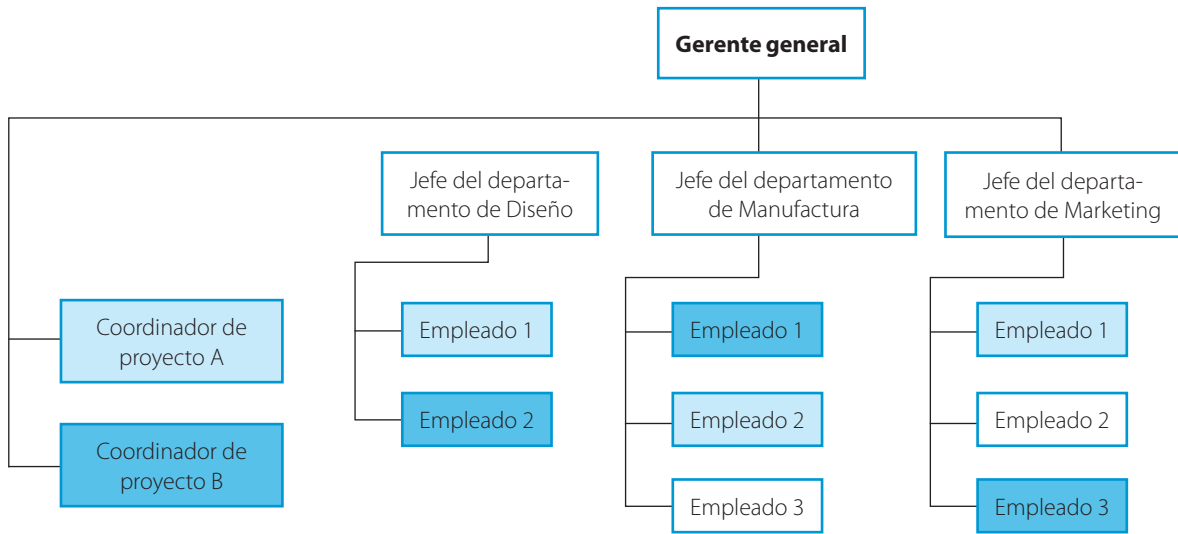 Gerente general
Jefe del departa-
mento de Diseño
Jefe del departamento
de Manufactura
Jefe del departa-
mento de Marketing
Coordinador de
proyecto A
Coordinador de
proyecto B
Empleado 1
Empleado 2
Empleado 1
Empleado 2
Empleado 3
Empleado 1
Empleado 2
Empleado 3